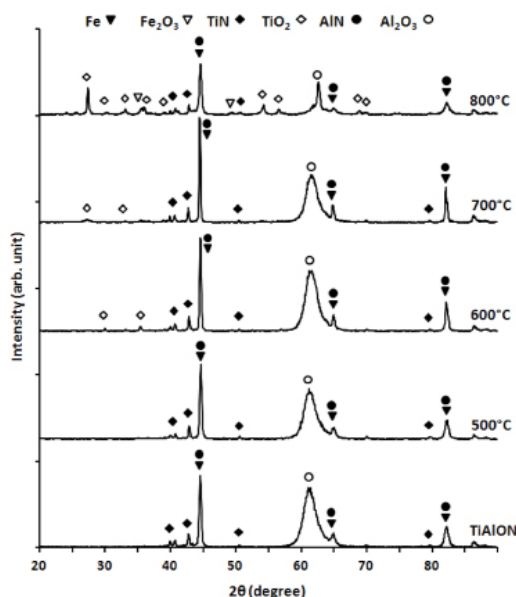 Fe ▼ Fe₂O₃ ▽ TiN ◆ TiO₂ ◇ AlN ● Al₂O₃ ○
800°C
700°C
600°C
500°C
TiAlON
Intensity (arb. unit)
20 30 40 50 60 70 80
2θ (degree)